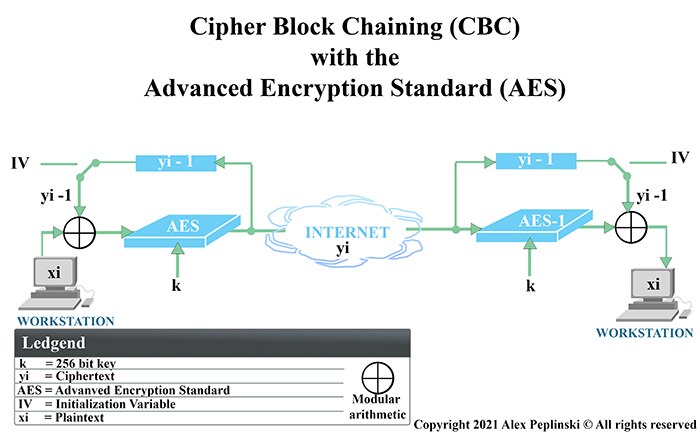 Cipher Block Chaining (CBC)
with the
Advanced Encryption Standard (AES)
IV
yi - 1
yi -1
AES
k
xi
WORKSTATION
INTERNET
yi
yi - 1
IV
yi -1
AES-1
k
xi
WORKSTATION
Ledgend
k = 256 bit key
yi = Ciphertext
AES = Advanved Encryption Standard
IV = Initialization Variable
xi = Plaintext
Modular
arithmetic
Copyright 2021 Alex Peplinski © All rights reserved